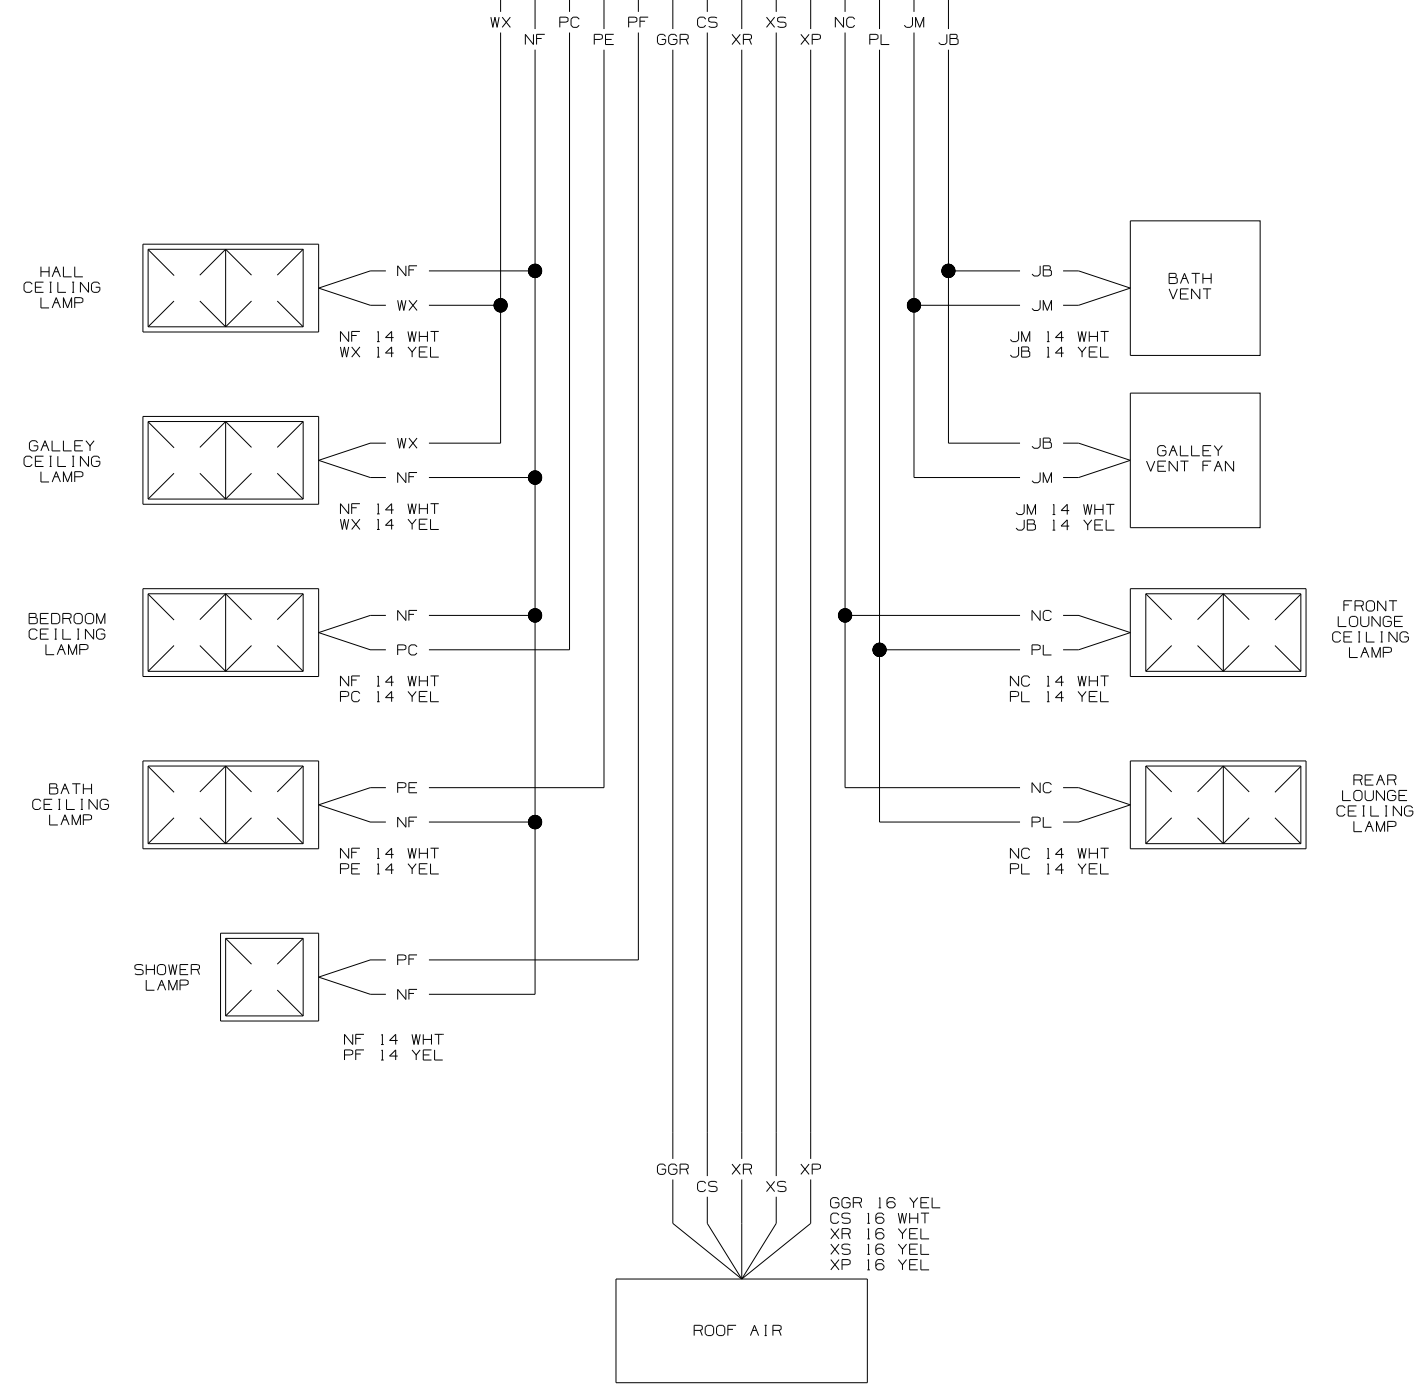 WX PC PF CS XS NC JM
NF PE GGR XR XP PL JB
HALL
CEILING
LAMP
NF
WX
NF 14 WHT
WX 14 YEL
JB
JM
JM 14 WHT
JB 14 YEL
BATH
VENT
GALLEY
CEILING
LAMP
WX
NF
NF 14 WHT
WX 14 YEL
JB
JM
JM 14 WHT
JB 14 YEL
GALLEY
VENT FAN
BEDROOM
CEILING
LAMP
NF
PC
NF 14 WHT
PC 14 YEL
NC
PL
NC 14 WHT
PL 14 YEL
FRONT
LOUNGE
CEILING
LAMP
BATH
CEILING
LAMP
PE
NF
NF 14 WHT
PE 14 YEL
NC
PL
NC 14 WHT
PL 14 YEL
REAR
LOUNGE
CEILING
LAMP
SHOWER
LAMP
PF
NF
NF 14 WHT
PF 14 YEL
GGR XR XP
CS XS
GGR 16 YEL
CS 16 WHT
XR 16 YEL
XS 16 YEL
XP 16 YEL
ROOF AIR